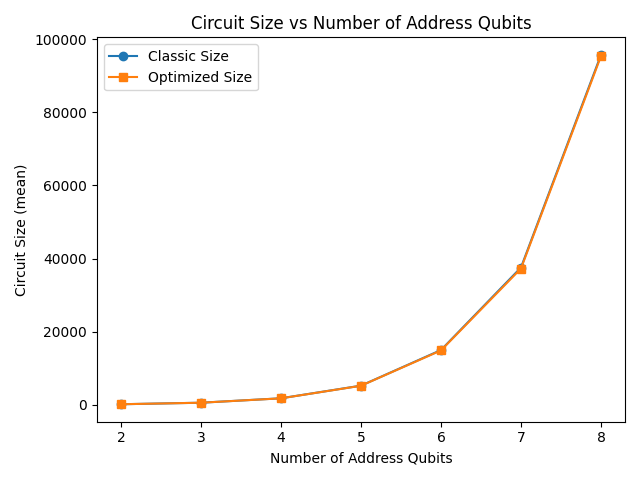 Circuit Size vs Number of Address Qubits
Classic Size
Optimized Size
Circuit Size (mean)
100000
80000
60000
40000
20000
0
2 3 4 5 6 7 8
Number of Address Qubits